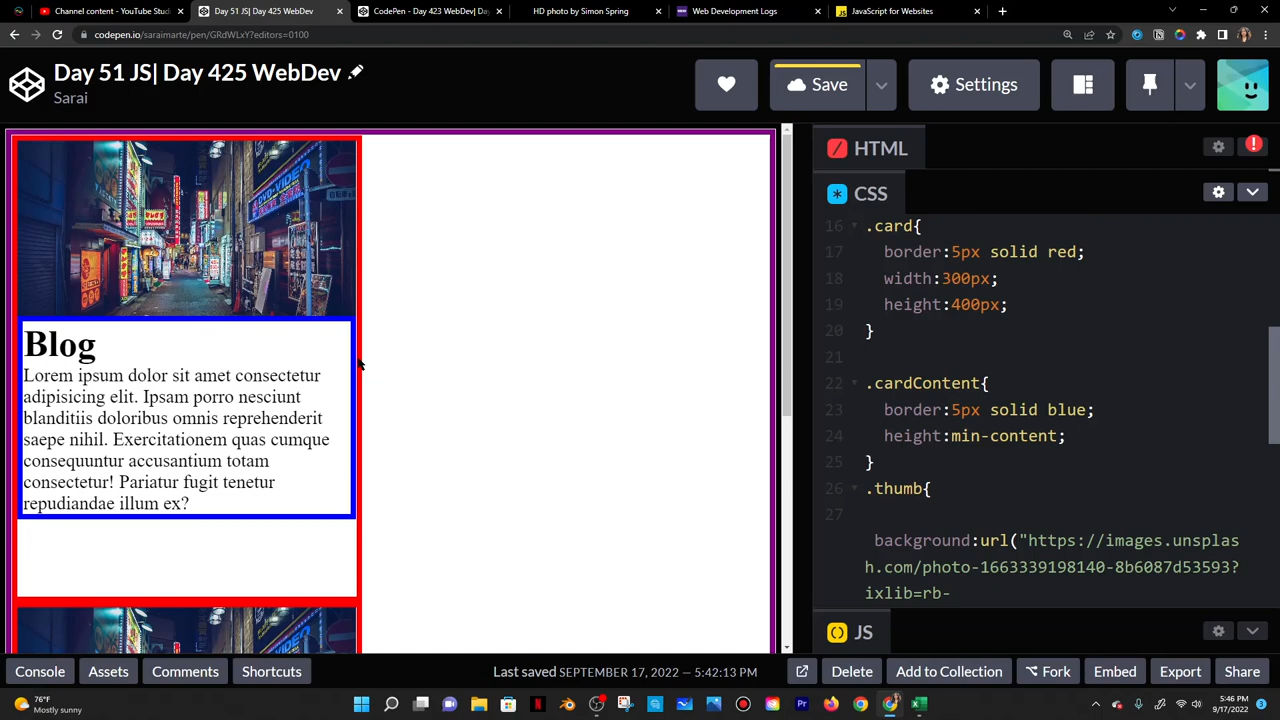 (1) YouTube Studi
Day 51 JS| Day 425 WebDev
CodePen - Day 423 WebDev| Da
HD photo by Simon Spring
Web Development Logs
JavaScript for Websites
codepen.io/saraimarte/pen/GRdWLxY?editors=0100
Day 51 JS| Day 425 WebDev
Sarai
Save
Settings
DVD•VIDEO
Blog
Lorem ipsum dolor sit amet consectetur
adipisicing elit. Ipsam porro nesciunt
blanditiis doloribus omnis reprehenderit
saepe nihil. Exercitationem quas cumque
consequuntur accusantium totam
consectetur! Pariatur fugit tenetur
repudiandae illum ex?
HTML
CSS
16 .card{
17 border:5px solid red;
18 width:300px;
19 height:400px;
20 }
21
22 .cardContent{
23 border:5px solid blue;
24 height:min-content;
25 }
26 .thumb{
27
background:url("https://images.unsplas
h.com/photo-1663339198140-8b6087d53593?
ixlib=rb-
JS
Console
Assets
Comments
Shortcuts
Last saved SEPTEMBER 17, 2022 — 5:42:13 PM
Delete
Add to Collection
Fork
Embed
Export
Share
76°F
Mostly sunny
5:46 PM
9/17/2022